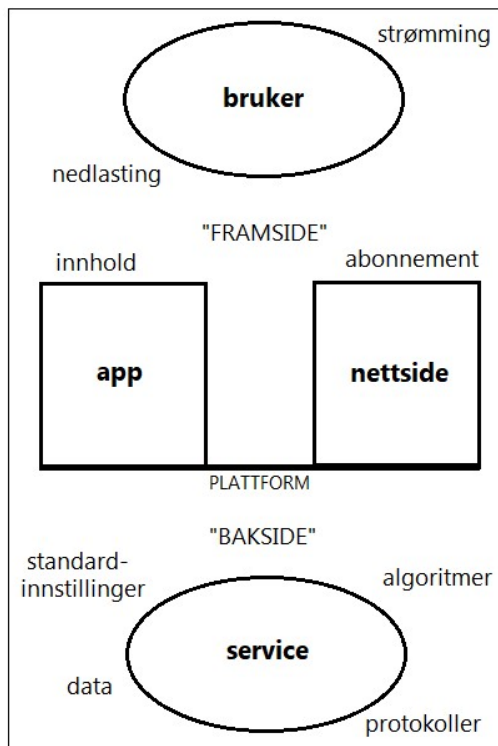 strømming
bruker
nedlasting
"FRAMSIDE"
innhold
abonnement
app
nettside
PLATTFORM
"BAKSIDE"
standard-
innstillinger
algoritmer
service
data
protokoller